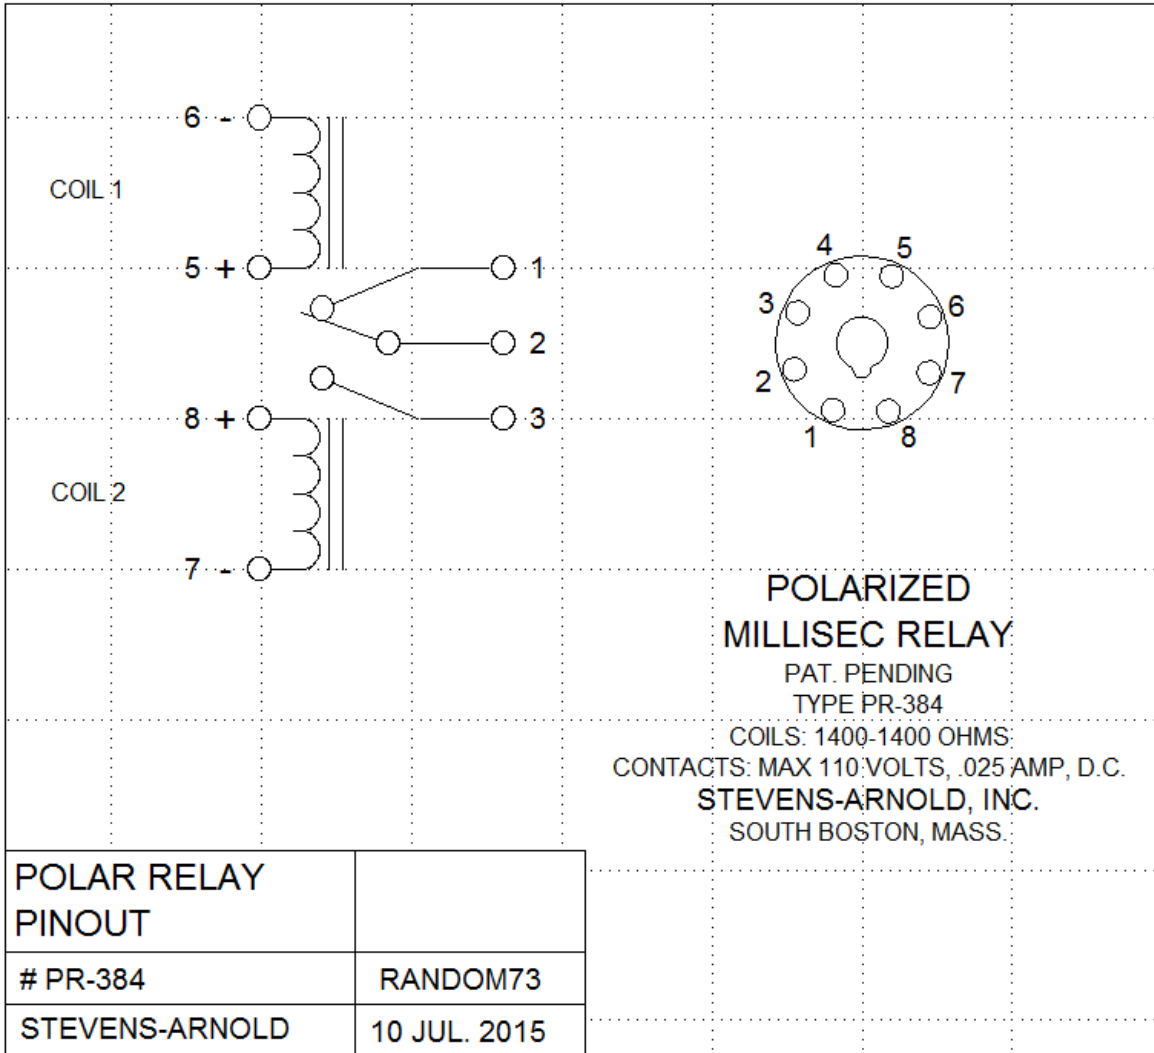 6 -
COIL 1
5 +
1
2
3
8 +
COIL 2
7 -
4
5
3
6
2
7
1
8
POLARIZED
MILLISEC RELAY
PAT. PENDING
TYPE PR-384
COILS: 1400-1400 OHMS
CONTACTS: MAX 110 VOLTS, .025 AMP, D.C.
STEVENS-ARNOLD, INC.
SOUTH BOSTON, MASS.
POLAR RELAY
PINOUT
# PR-384
RANDOM73
STEVENS-ARNOLD
10 JUL. 2015